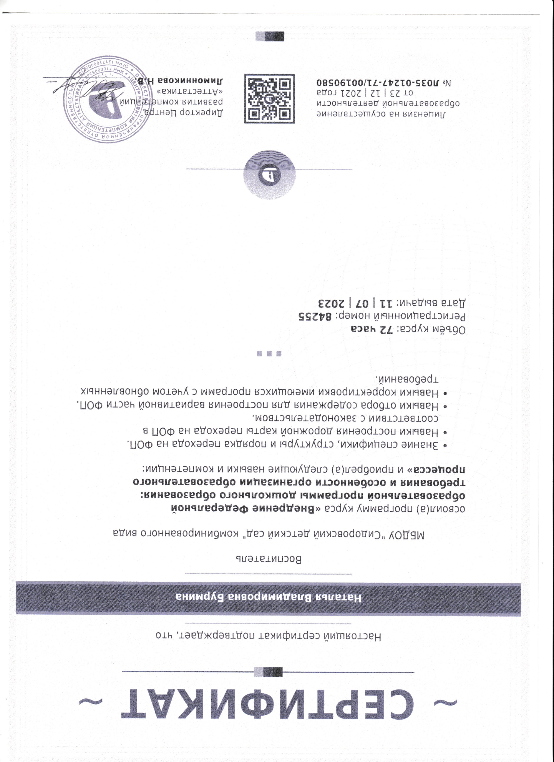 ~ СЕРТИФИКАТ ~
Настоящий сертификат подтверждает, что
Наталья Владимировна Бурмина
Воспитатель
МБДОУ "Сидоровский детский сад" комбинированного вида
освоил(а) программу курса «Внедрение Федеральной
образовательной программы дошкольного образования:
требования и особенности организации образовательного
процесса» и приобрел(а) следующие навыки и компетенции:
• Знание специфики, структуры и порядка перехода на ФОП.
• Навыки построения дорожной карты перехода на ФОП в
соответствии с законодательством.
• Навыки отбора содержания для построения вариативной части ФОП.
• Навыки корректировки имеющихся программ с учетом обновленных
требований.
Объём курса: 72 часа
Регистрационный номер: 84255
Дата выдачи: 11 | 07 | 2023
Лицензия на осуществление
образовательной деятельности
от 23 | 12 | 2021 года
№ Л035-01247-71/00190580
Директор Центра
развития компетенций
«Аттестатика»
Лимонникова Н.В.